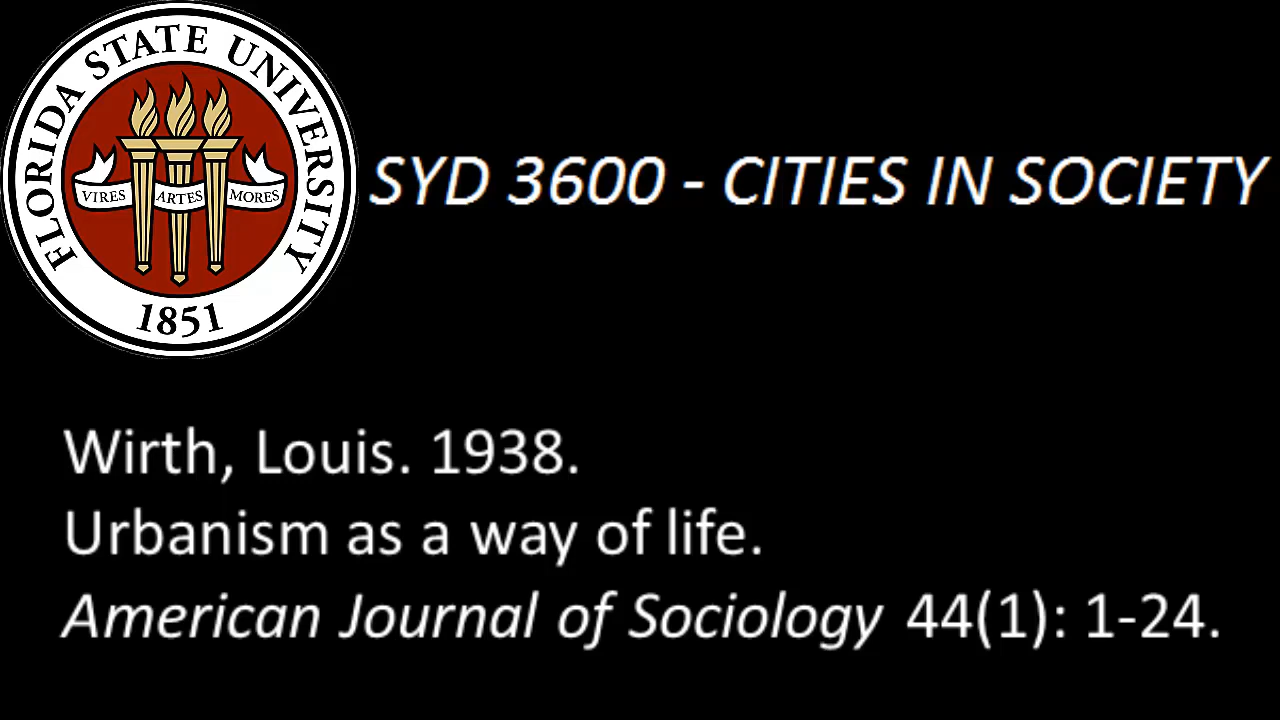 FLORIDA STATE UNIVERSITY
VIRES ARTES MORES
1851
SYD 3600 - CITIES IN SOCIETY
Wirth, Louis. 1938.
Urbanism as a way of life.
American Journal of Sociology 44(1): 1-24.